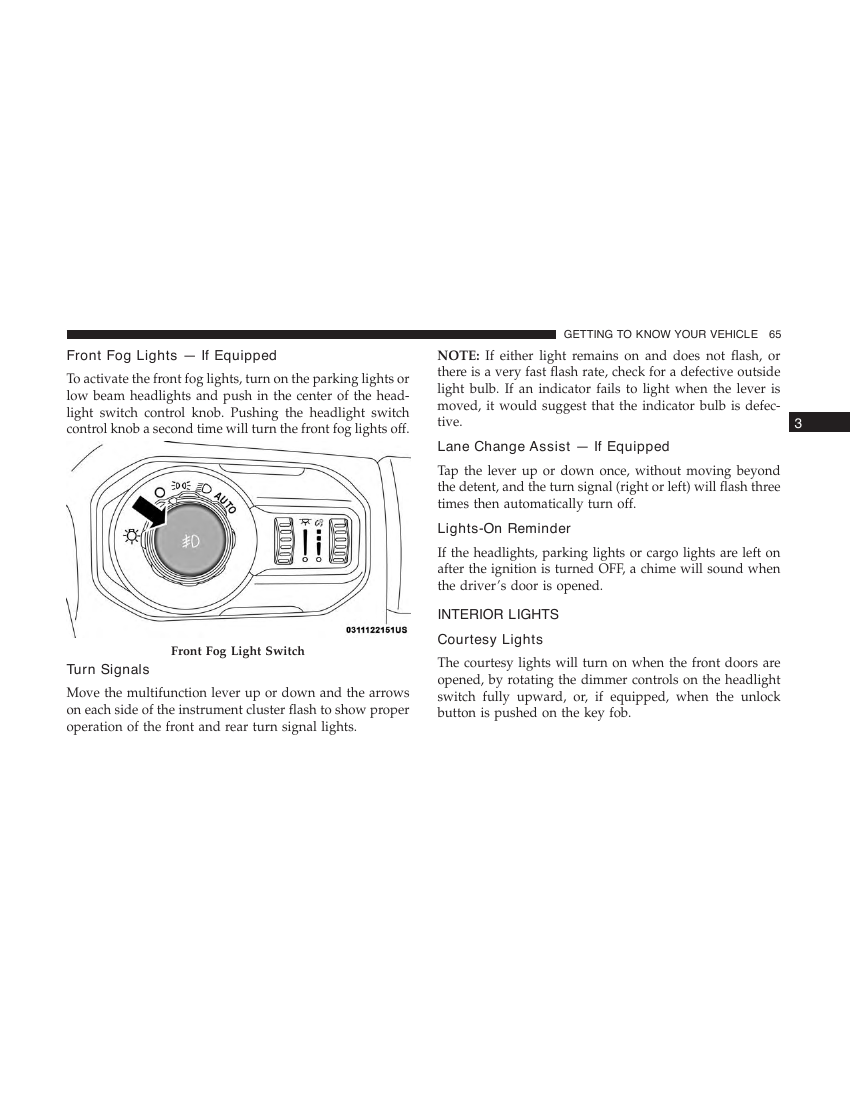 GETTING TO KNOW YOUR VEHICLE 65
Front Fog Lights — If Equipped
To activate the front fog lights, turn on the parking lights or
low beam headlights and push in the center of the head-
light switch control knob. Pushing the headlight switch
control knob a second time will turn the front fog lights off.
AUTO
0311122151US
Front Fog Light Switch
Turn Signals
Move the multifunction lever up or down and the arrows
on each side of the instrument cluster flash to show proper
operation of the front and rear turn signal lights.
NOTE: If either light remains on and does not flash, or
there is a very fast flash rate, check for a defective outside
light bulb. If an indicator fails to light when the lever is
moved, it would suggest that the indicator bulb is defec-
tive.
Lane Change Assist — If Equipped
Tap the lever up or down once, without moving beyond
the detent, and the turn signal (right or left) will flash three
times then automatically turn off.
Lights-On Reminder
If the headlights, parking lights or cargo lights are left on
after the ignition is turned OFF, a chime will sound when
the driver's door is opened.
INTERIOR LIGHTS
Courtesy Lights
The courtesy lights will turn on when the front doors are
opened, by rotating the dimmer controls on the headlight
switch fully upward, or, if equipped, when the unlock
button is pushed on the key fob.
3